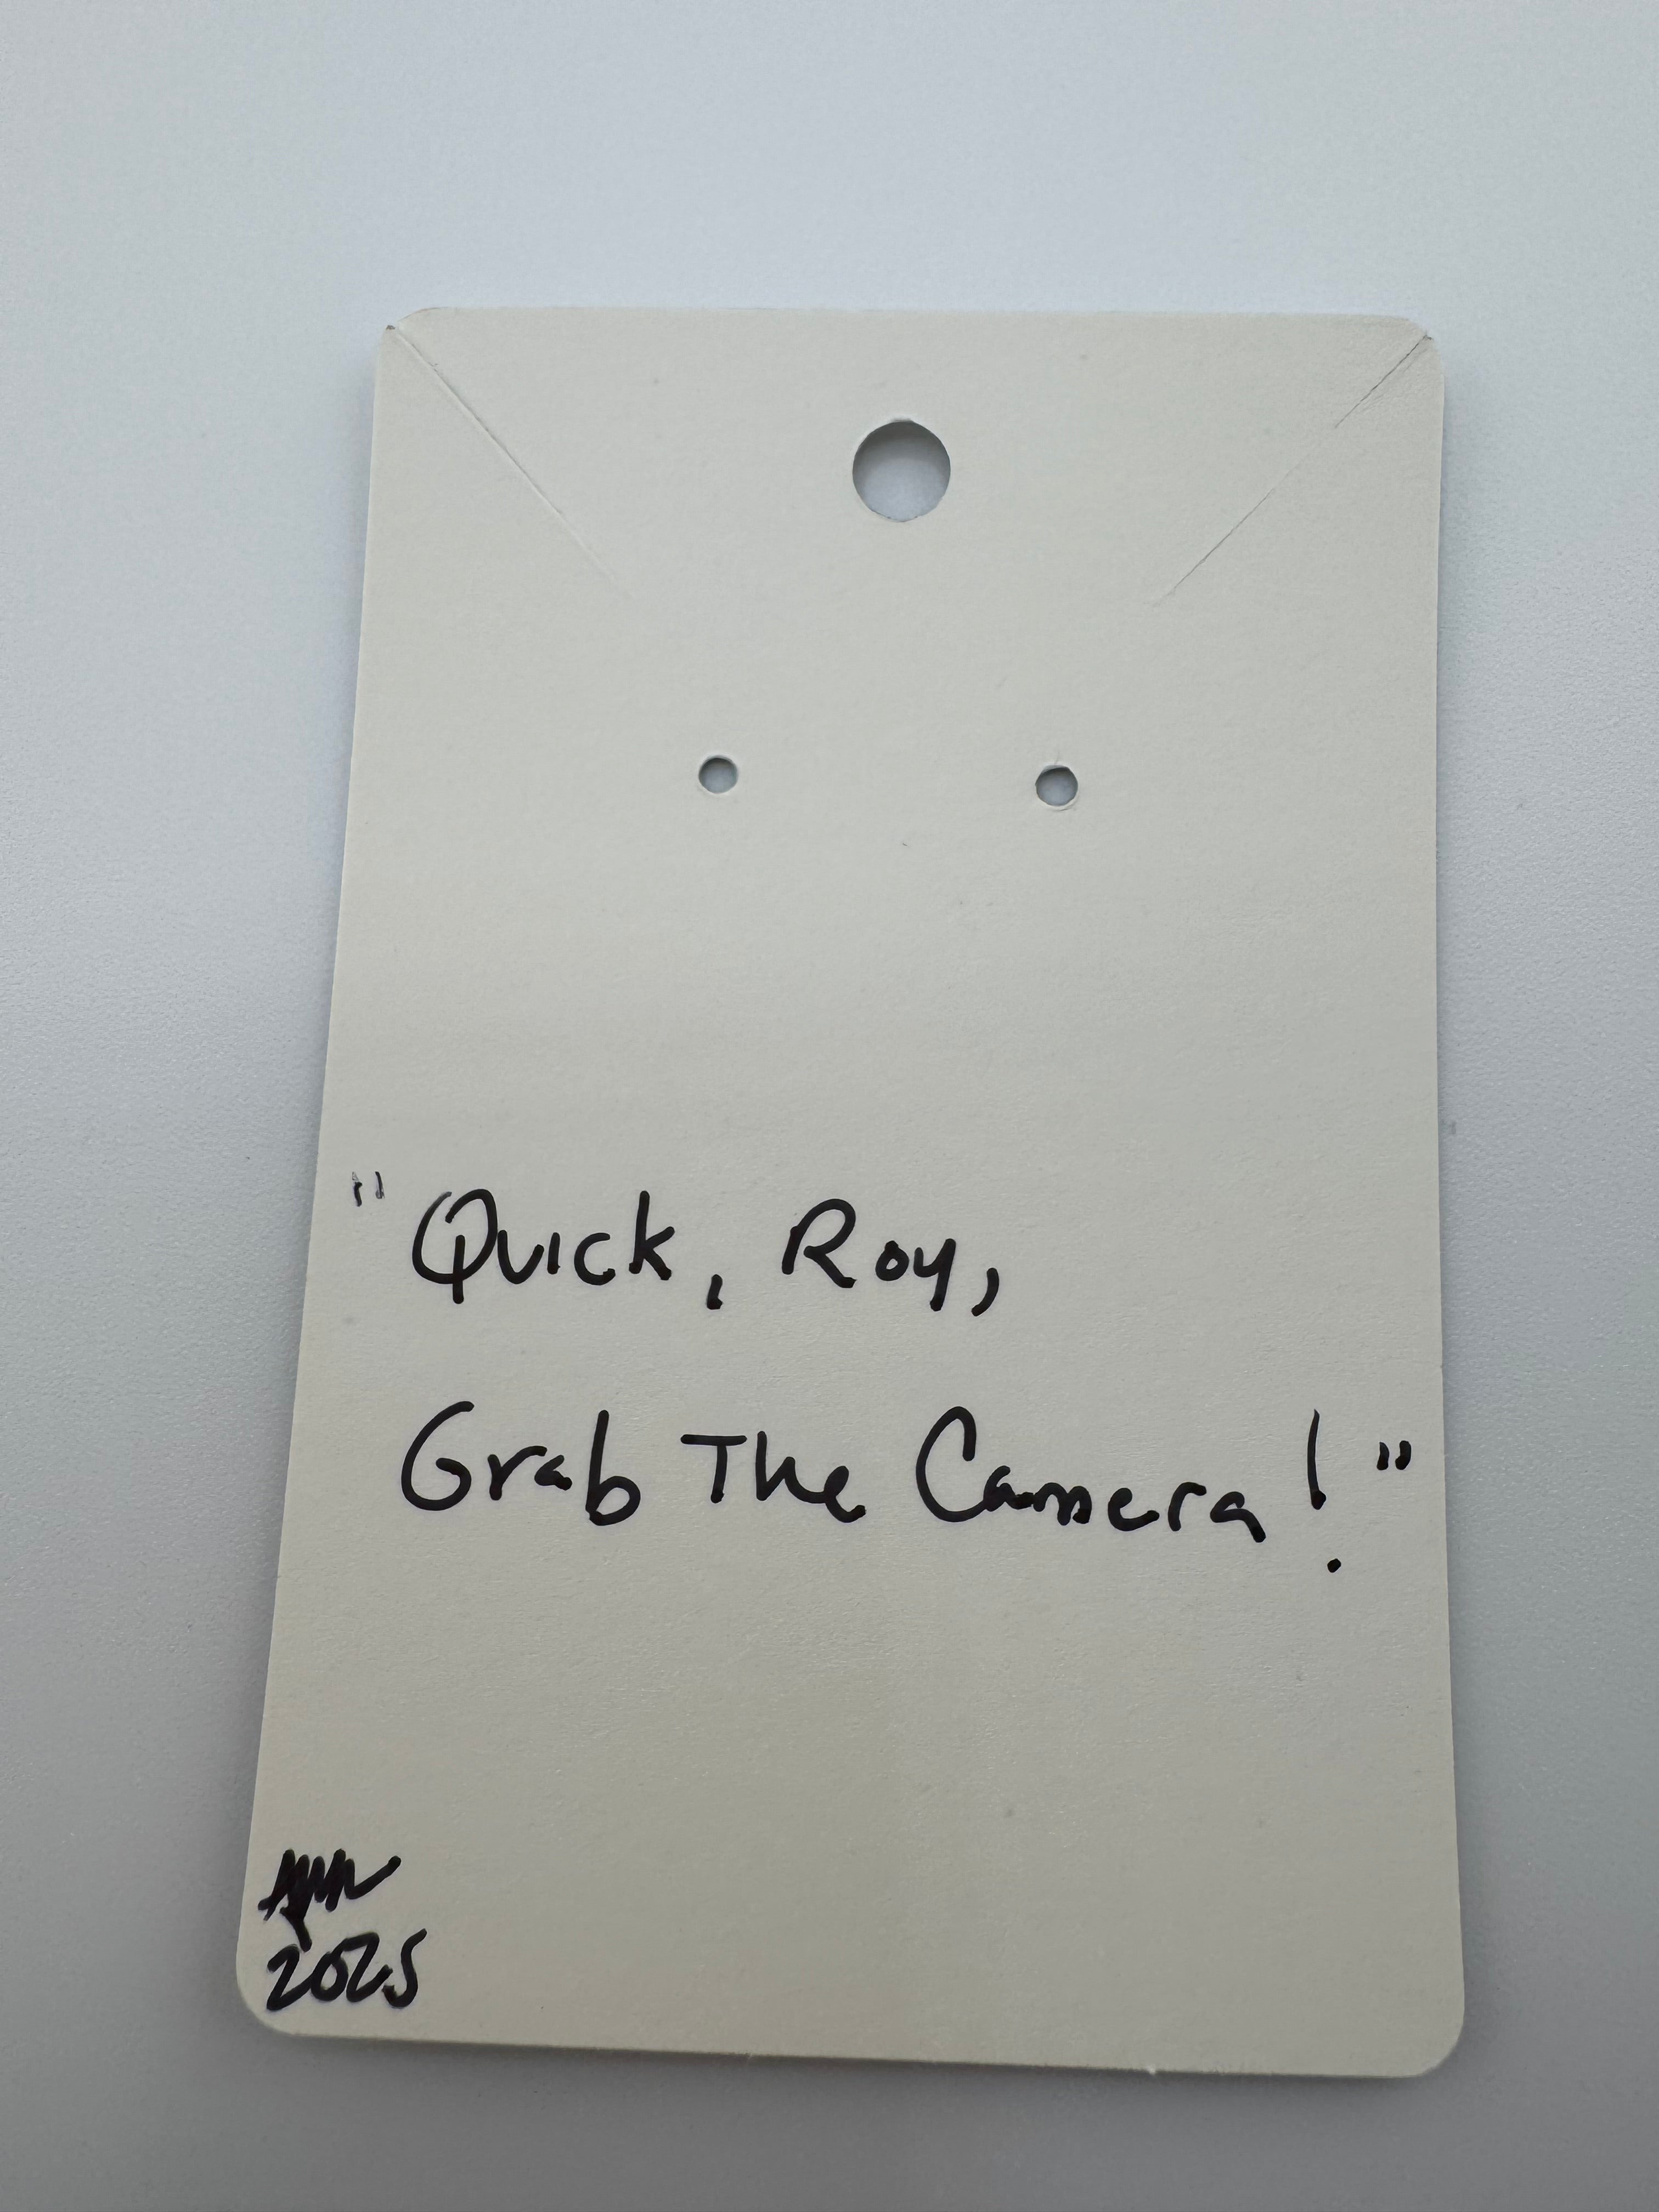 "Quick, Roy,
Grab The Camera!"
2025